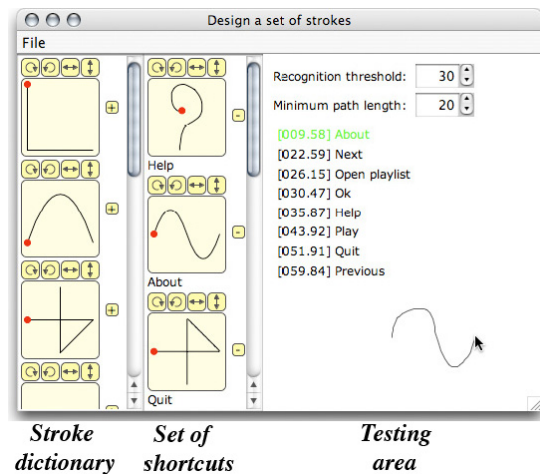 Design a set of strokes
File
Recognition threshold: 30
Minimum path length: 20
[009.58] About
[022.59] Next
[026.15] Open playlist
[030.47] Ok
[035.87] Help
[043.92] Play
[051.91] Quit
[059.84] Previous
Help
About
Quit
Stroke dictionary
Set of shortcuts
Testing area